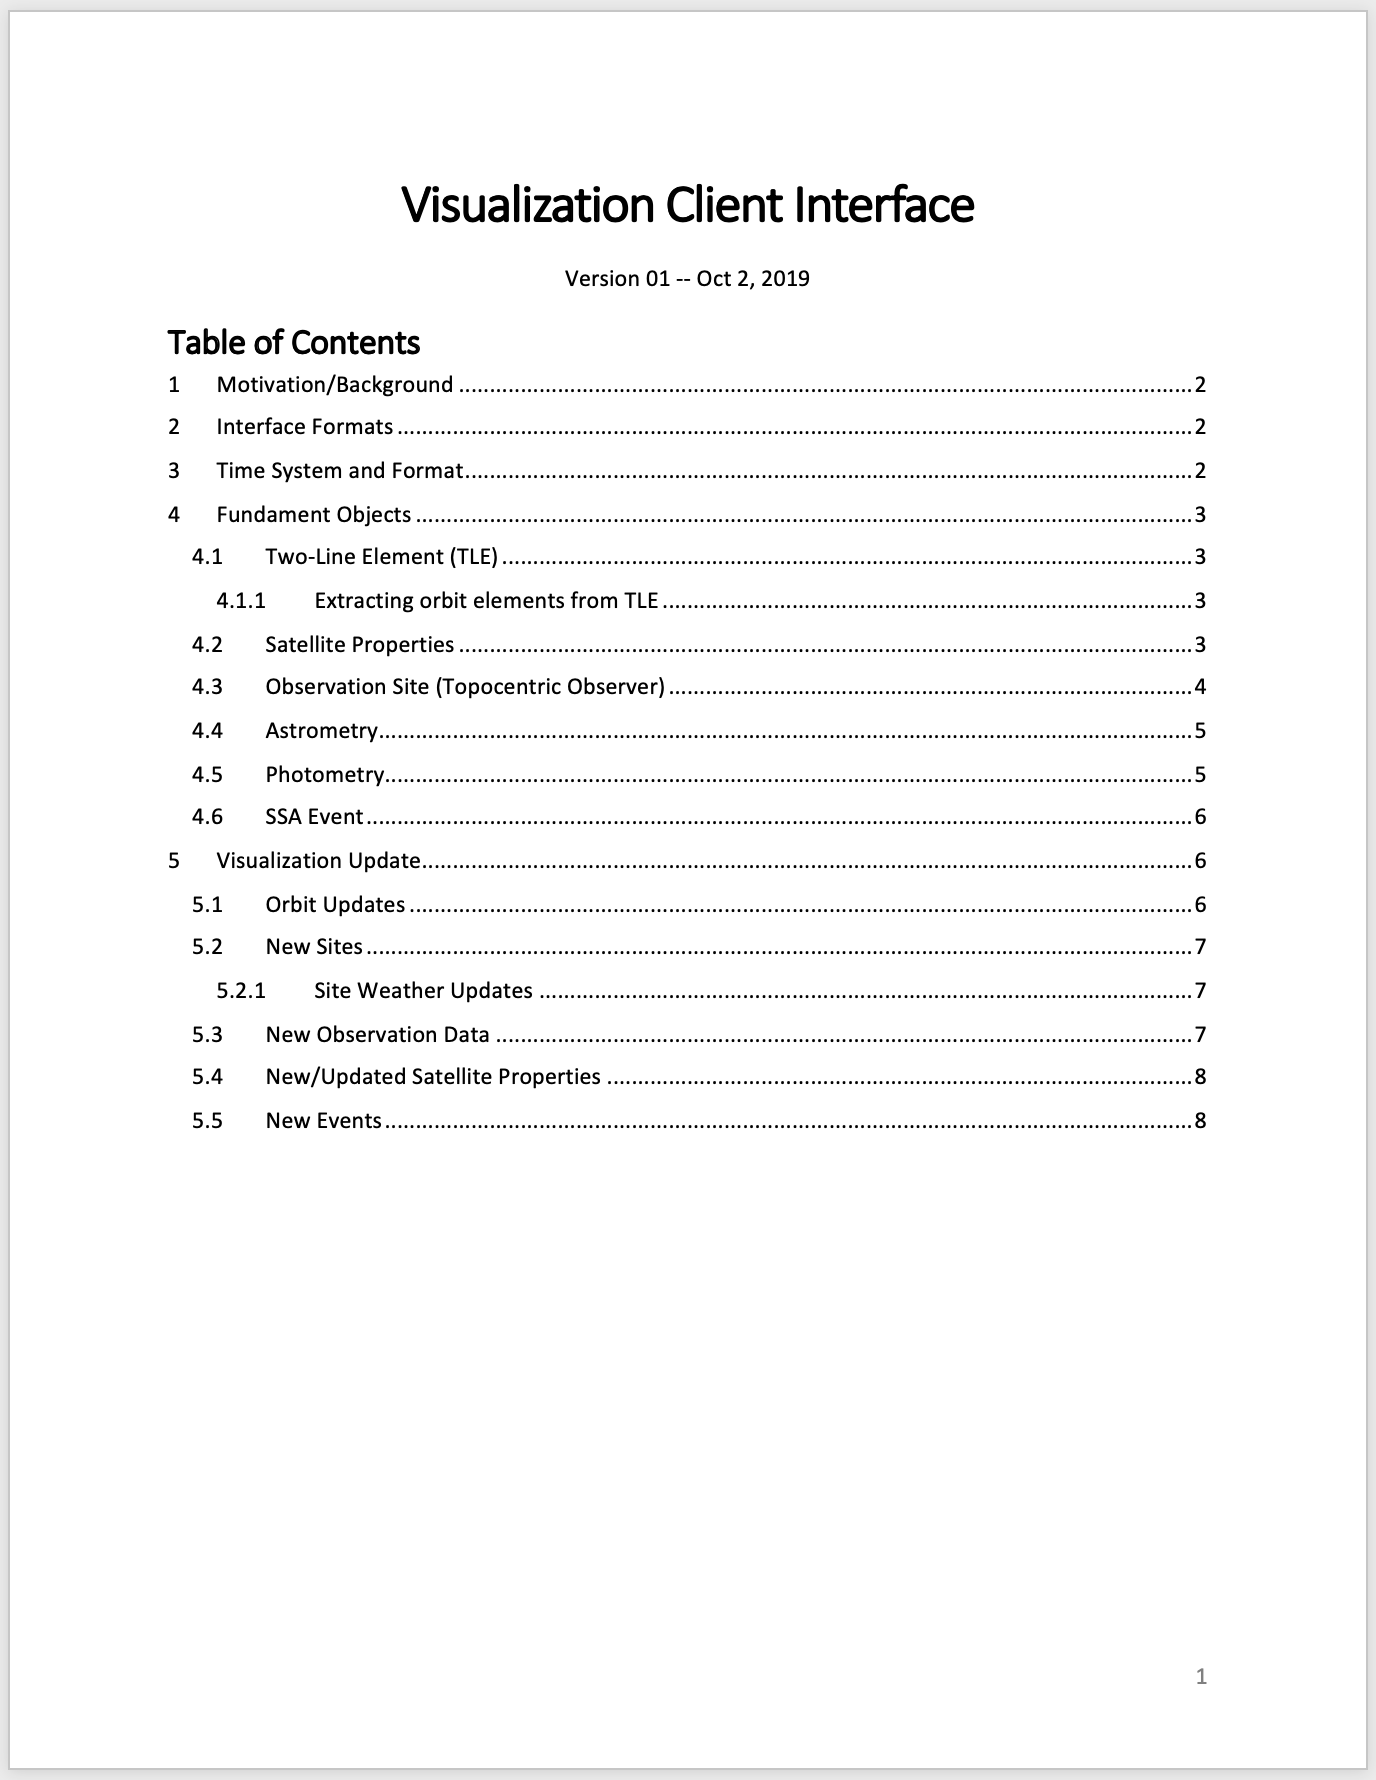 Visualization Client Interface
Version 01 -- Oct 2, 2019
Table of Contents
1 Motivation/Background 2
2 Interface Formats 2
3 Time System and Format 2
4 Fundament Objects 3
4.1 Two-Line Element (TLE) 3
4.1.1 Extracting orbit elements from TLE 3
4.2 Satellite Properties 3
4.3 Observation Site (Topocentric Observer) 4
4.4 Astrometry 5
4.5 Photometry 5
4.6 SSA Event 6
5 Visualization Update 6
5.1 Orbit Updates 6
5.2 New Sites 7
5.2.1 Site Weather Updates 7
5.3 New Observation Data 7
5.4 New/Updated Satellite Properties 8
5.5 New Events 8
1